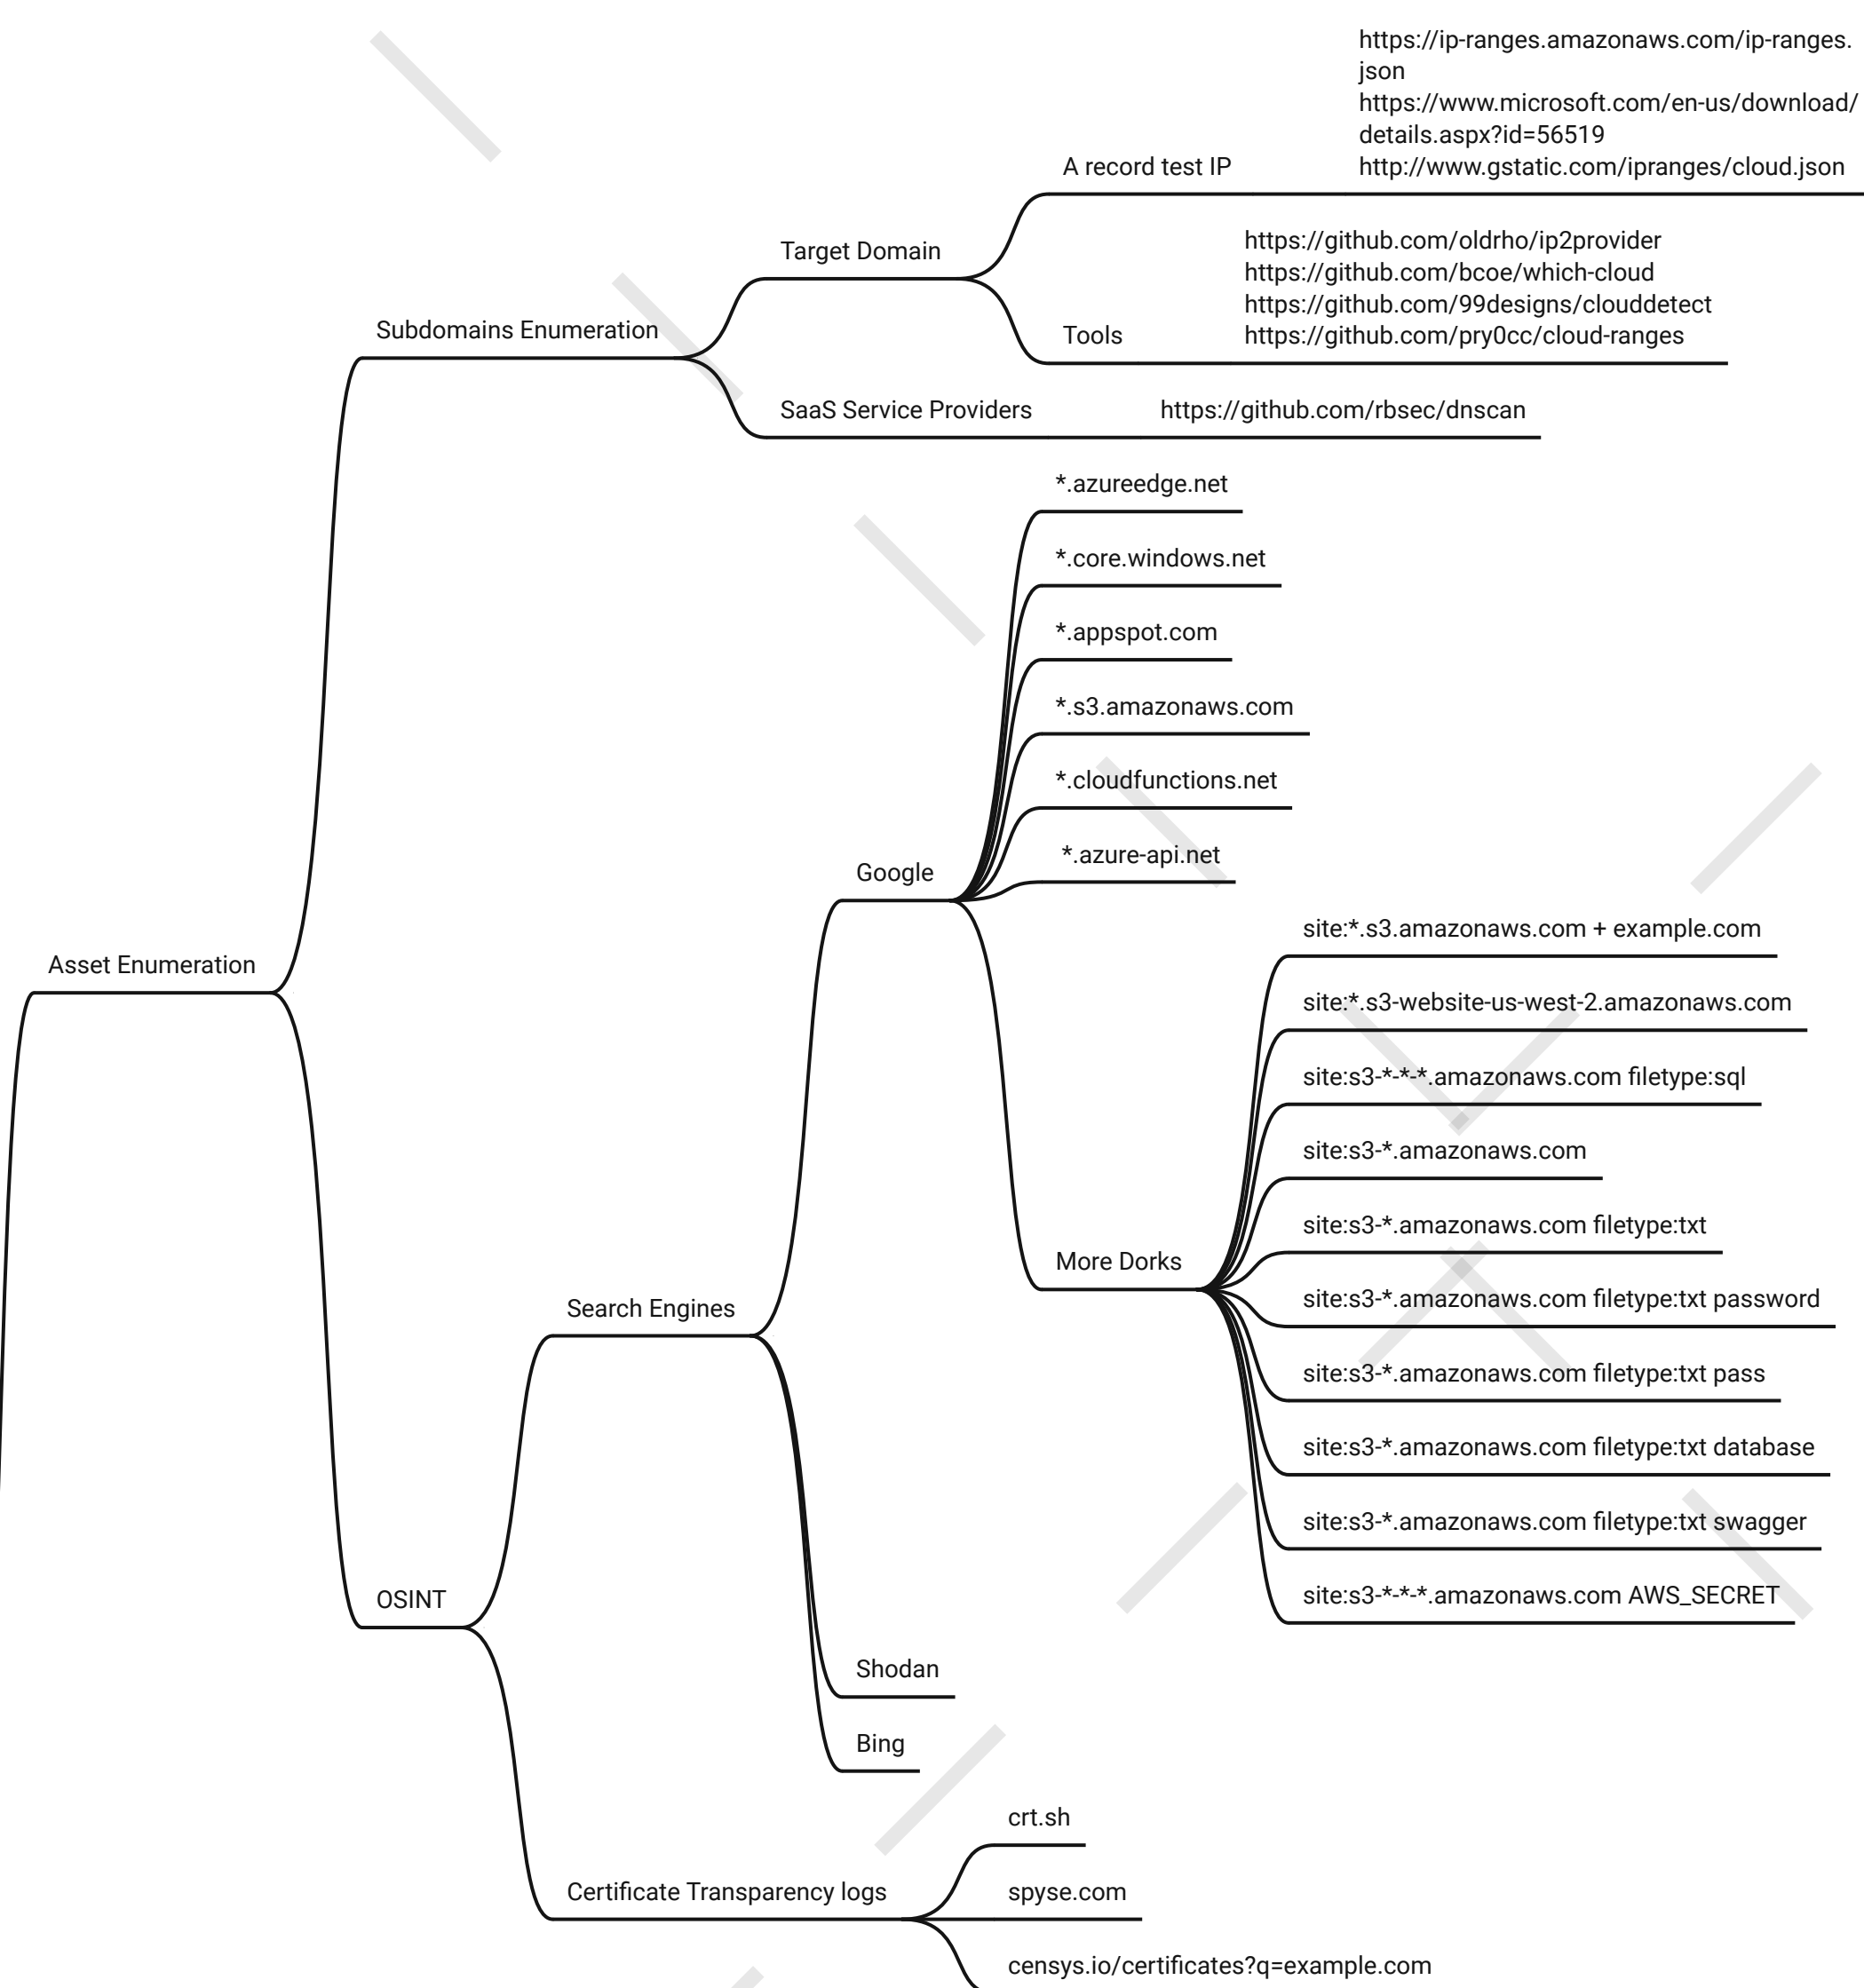 https://ip-ranges.amazonaws.com/ip-ranges.
json
https://www.microsoft.com/en-us/download/
details.aspx?id=56519
http://www.gstatic.com/ipranges/cloud.json
A record test IP
Target Domain
https://github.com/oldrho/ip2provider
https://github.com/bcoe/which-cloud
https://github.com/99designs/clouddetect
https://github.com/pry0cc/cloud-ranges
Tools
Subdomains Enumeration
SaaS Service Providers
https://github.com/rbsec/dnscan
*.azureedge.net
*.core.windows.net
*.appspot.com
*.s3.amazonaws.com
*.cloudfunctions.net
*.azure-api.net
Google
Asset Enumeration
site:*.s3.amazonaws.com + example.com
site:*.s3-website-us-west-2.amazonaws.com
site:s3-*-*-*.amazonaws.com filetype:sql
site:s3-*.amazonaws.com
site:s3-*.amazonaws.com filetype:txt
More Dorks
site:s3-*.amazonaws.com filetype:txt password
Search Engines
site:s3-*.amazonaws.com filetype:txt pass
site:s3-*.amazonaws.com filetype:txt database
site:s3-*.amazonaws.com filetype:txt swagger
site:s3-*-*-*.amazonaws.com AWS_SECRET
OSINT
Shodan
Bing
crt.sh
Certificate Transparency logs
spyse.com
censys.io/certificates?q=example.com